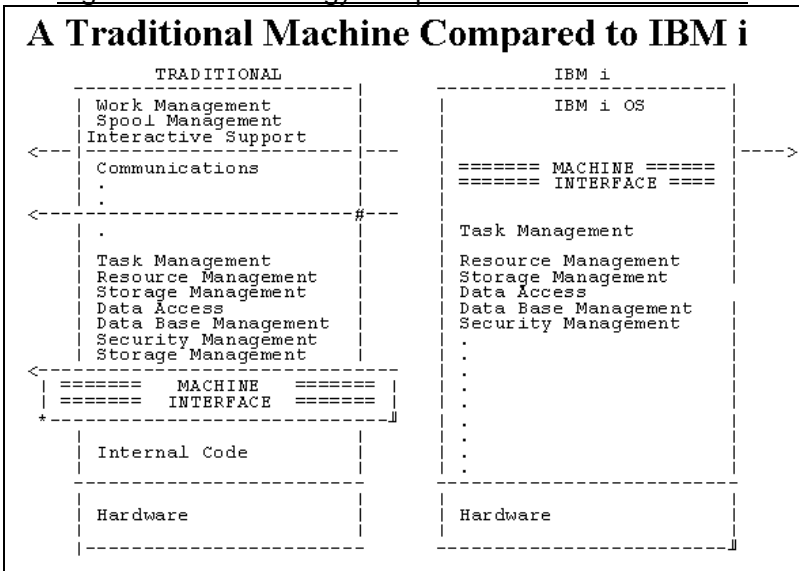 A Traditional Machine Compared to IBM i
TRADITIONAL
Work Management
Spool Management
Interactive Support
Communications
.
.
.
Task Management
Resource Management
Storage Management
Data Access
Data Base Management
Security Management
Storage Management
======= MACHINE =======
======= INTERFACE =======
Internal Code
Hardware
IBM i
IBM i OS
======= MACHINE ======
======= INTERFACE ====
Task Management
Resource Management
Storage Management
Data Access
Data Base Management
Security Management
.
.
.
.
.
.
.
.
Hardware